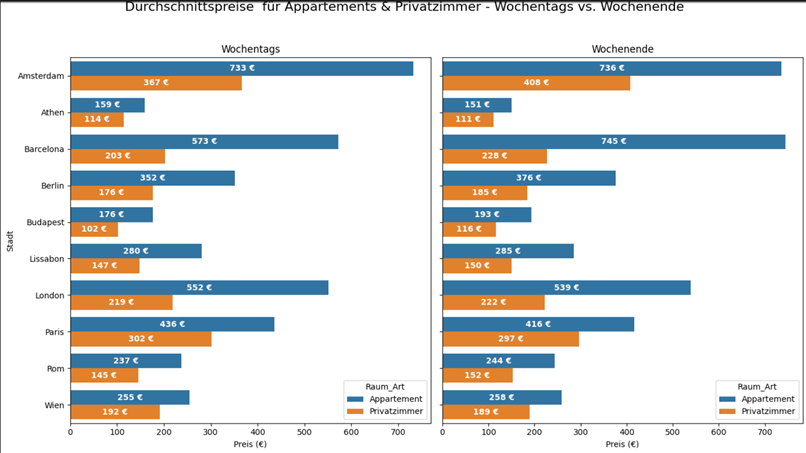 Durchschnittspreise für Appartements & Privatzimmer - Wochentags vs. Wochenende
Wochentags
Stadt
Amsterdam
733 €
367 €
Athen
159 €
114 €
Barcelona
573 €
203 €
Berlin
352 €
176 €
Budapest
176 €
102 €
Lissabon
280 €
147 €
London
552 €
219 €
Paris
436 €
302 €
Rom
237 €
145 €
Wien
255 €
192 €
Raum_Art
Appartement
Privatzimmer
0 100 200 300 400 500 600 700
Preis (€)
Wochenende
736 €
408 €
151 €
111 €
745 €
228 €
376 €
185 €
193 €
116 €
285 €
150 €
539 €
222 €
416 €
297 €
244 €
152 €
258 €
189 €
Raum_Art
Appartement
Privatzimmer
0 100 200 300 400 500 600 700
Preis (€)